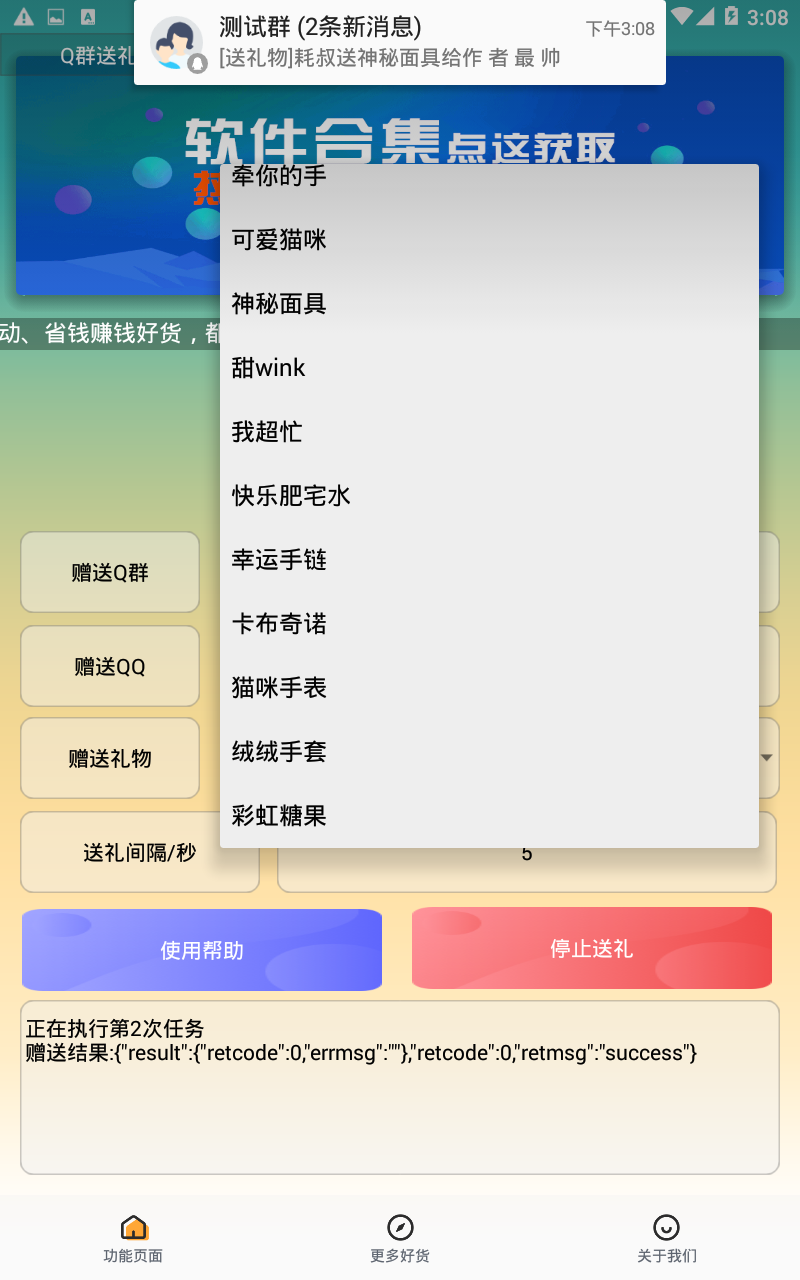 3:08
测试群 (2条新消息)
下午3:08
[送礼物]耗叔送神秘面具给作 者 最 帅
Q群送礼
软件合集点这获取
牵你的手
可爱猫咪
神秘面具
动、省钱赚钱好货，都
甜wink
我超忙
快乐肥宅水
幸运手链
赠送Q群
卡布奇诺
赠送QQ
猫咪手表
赠送礼物
绒绒手套
彩虹糖果
送礼间隔/秒
5
使用帮助
停止送礼
正在执行第2次任务
赠送结果:{"result":{"retcode":0,"errmsg":""},"retcode":0,"retmsg":"success"}
功能页面
更多好货
关于我们